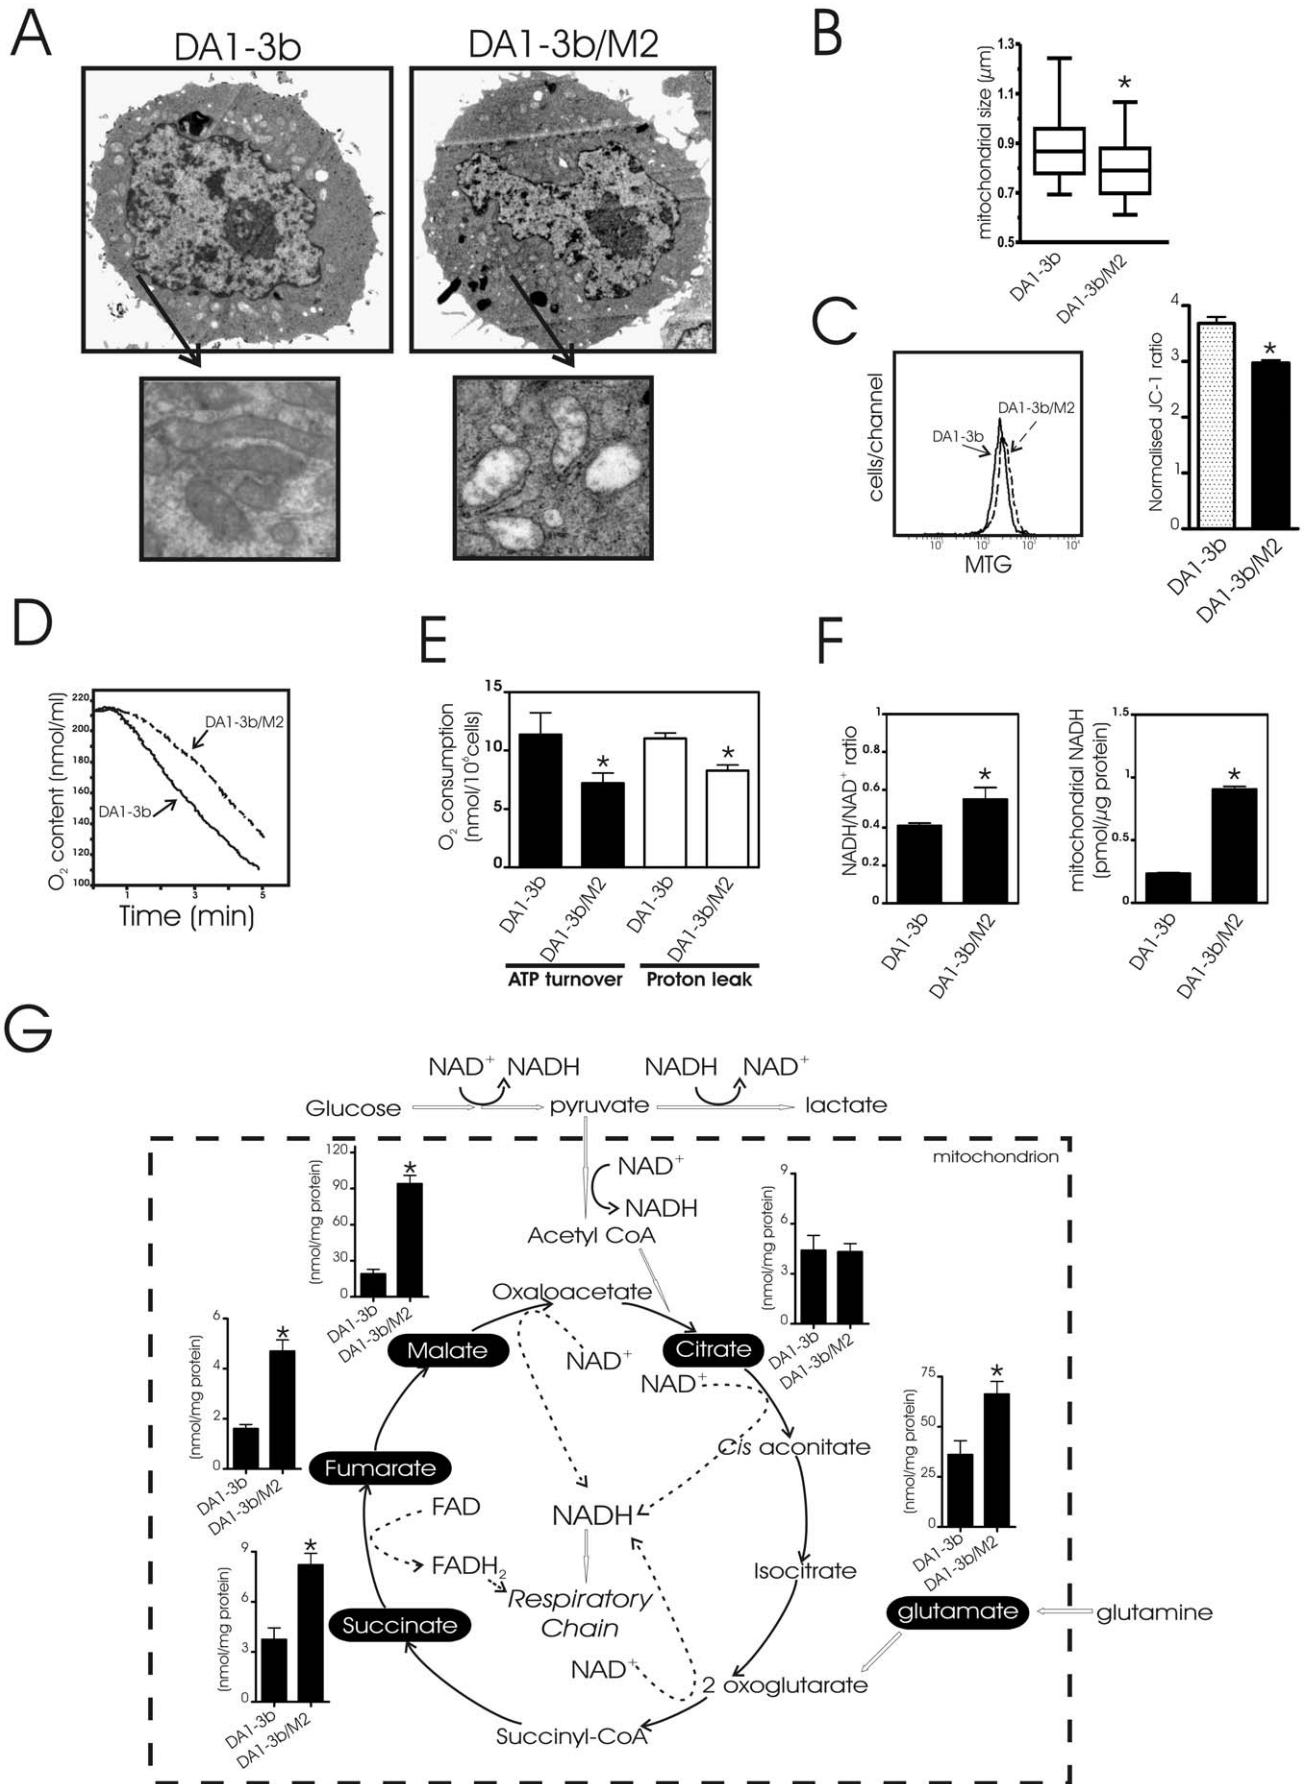 A
DA1-3b
DA1-3b/M2
B
mitochondrial size (µm)
1.3
1.1
0.9
0.7
0.5
*
DA1-3b
DA1-3b/M2
C
cells/channel
DA1-3b
DA1-3b/M2
10¹ 10² 10³ 10⁴
MTG
Normalised JC-1 ratio
4
3
2
1
0
*
DA1-3b
DA1-3b/M2
D
O₂ content (nmol/ml)
220
200
180
160
140
120
100
DA1-3b/M2
DA1-3b
1 3 5
Time (min)
E
O₂ consumption
(nmol/10⁶cells)
15
10
5
0
* *
DA1-3b
DA1-3b/M2
DA1-3b
DA1-3b/M2
ATP turnover
Proton leak
F
NADH/NAD⁺ ratio
1
0.8
0.6
0.4
0.2
0
*
DA1-3b
DA1-3b/M2
mitochondrial NADH
(pmol/µg protein)
1.5
1
0.5
0
*
DA1-3b
DA1-3b/M2
G
NAD⁺ NADH
NADH NAD⁺
Glucose
pyruvate
lactate
mitochondrion
NAD⁺
NADH
Acetyl CoA
Oxaloacetate
(nmol/mg protein)
120
90
60
30
0
*
DA1-3b
DA1-3b/M2
Malate
(nmol/mg protein)
9
6
3
0
DA1-3b
DA1-3b/M2
Citrate
NAD⁺
NAD⁺
Cis aconitate
(nmol/mg protein)
6
4
2
0
*
DA1-3b
DA1-3b/M2
Fumarate
FAD
FADH₂
NADH
Respiratory
Chain
Isocitrate
(nmol/mg protein)
75
50
25
0
*
DA1-3b
DA1-3b/M2
glutamate
glutamine
(nmol/mg protein)
9
6
3
0
*
DA1-3b
DA1-3b/M2
Succinate
NAD⁺
2 oxoglutarate
Succinyl-CoA